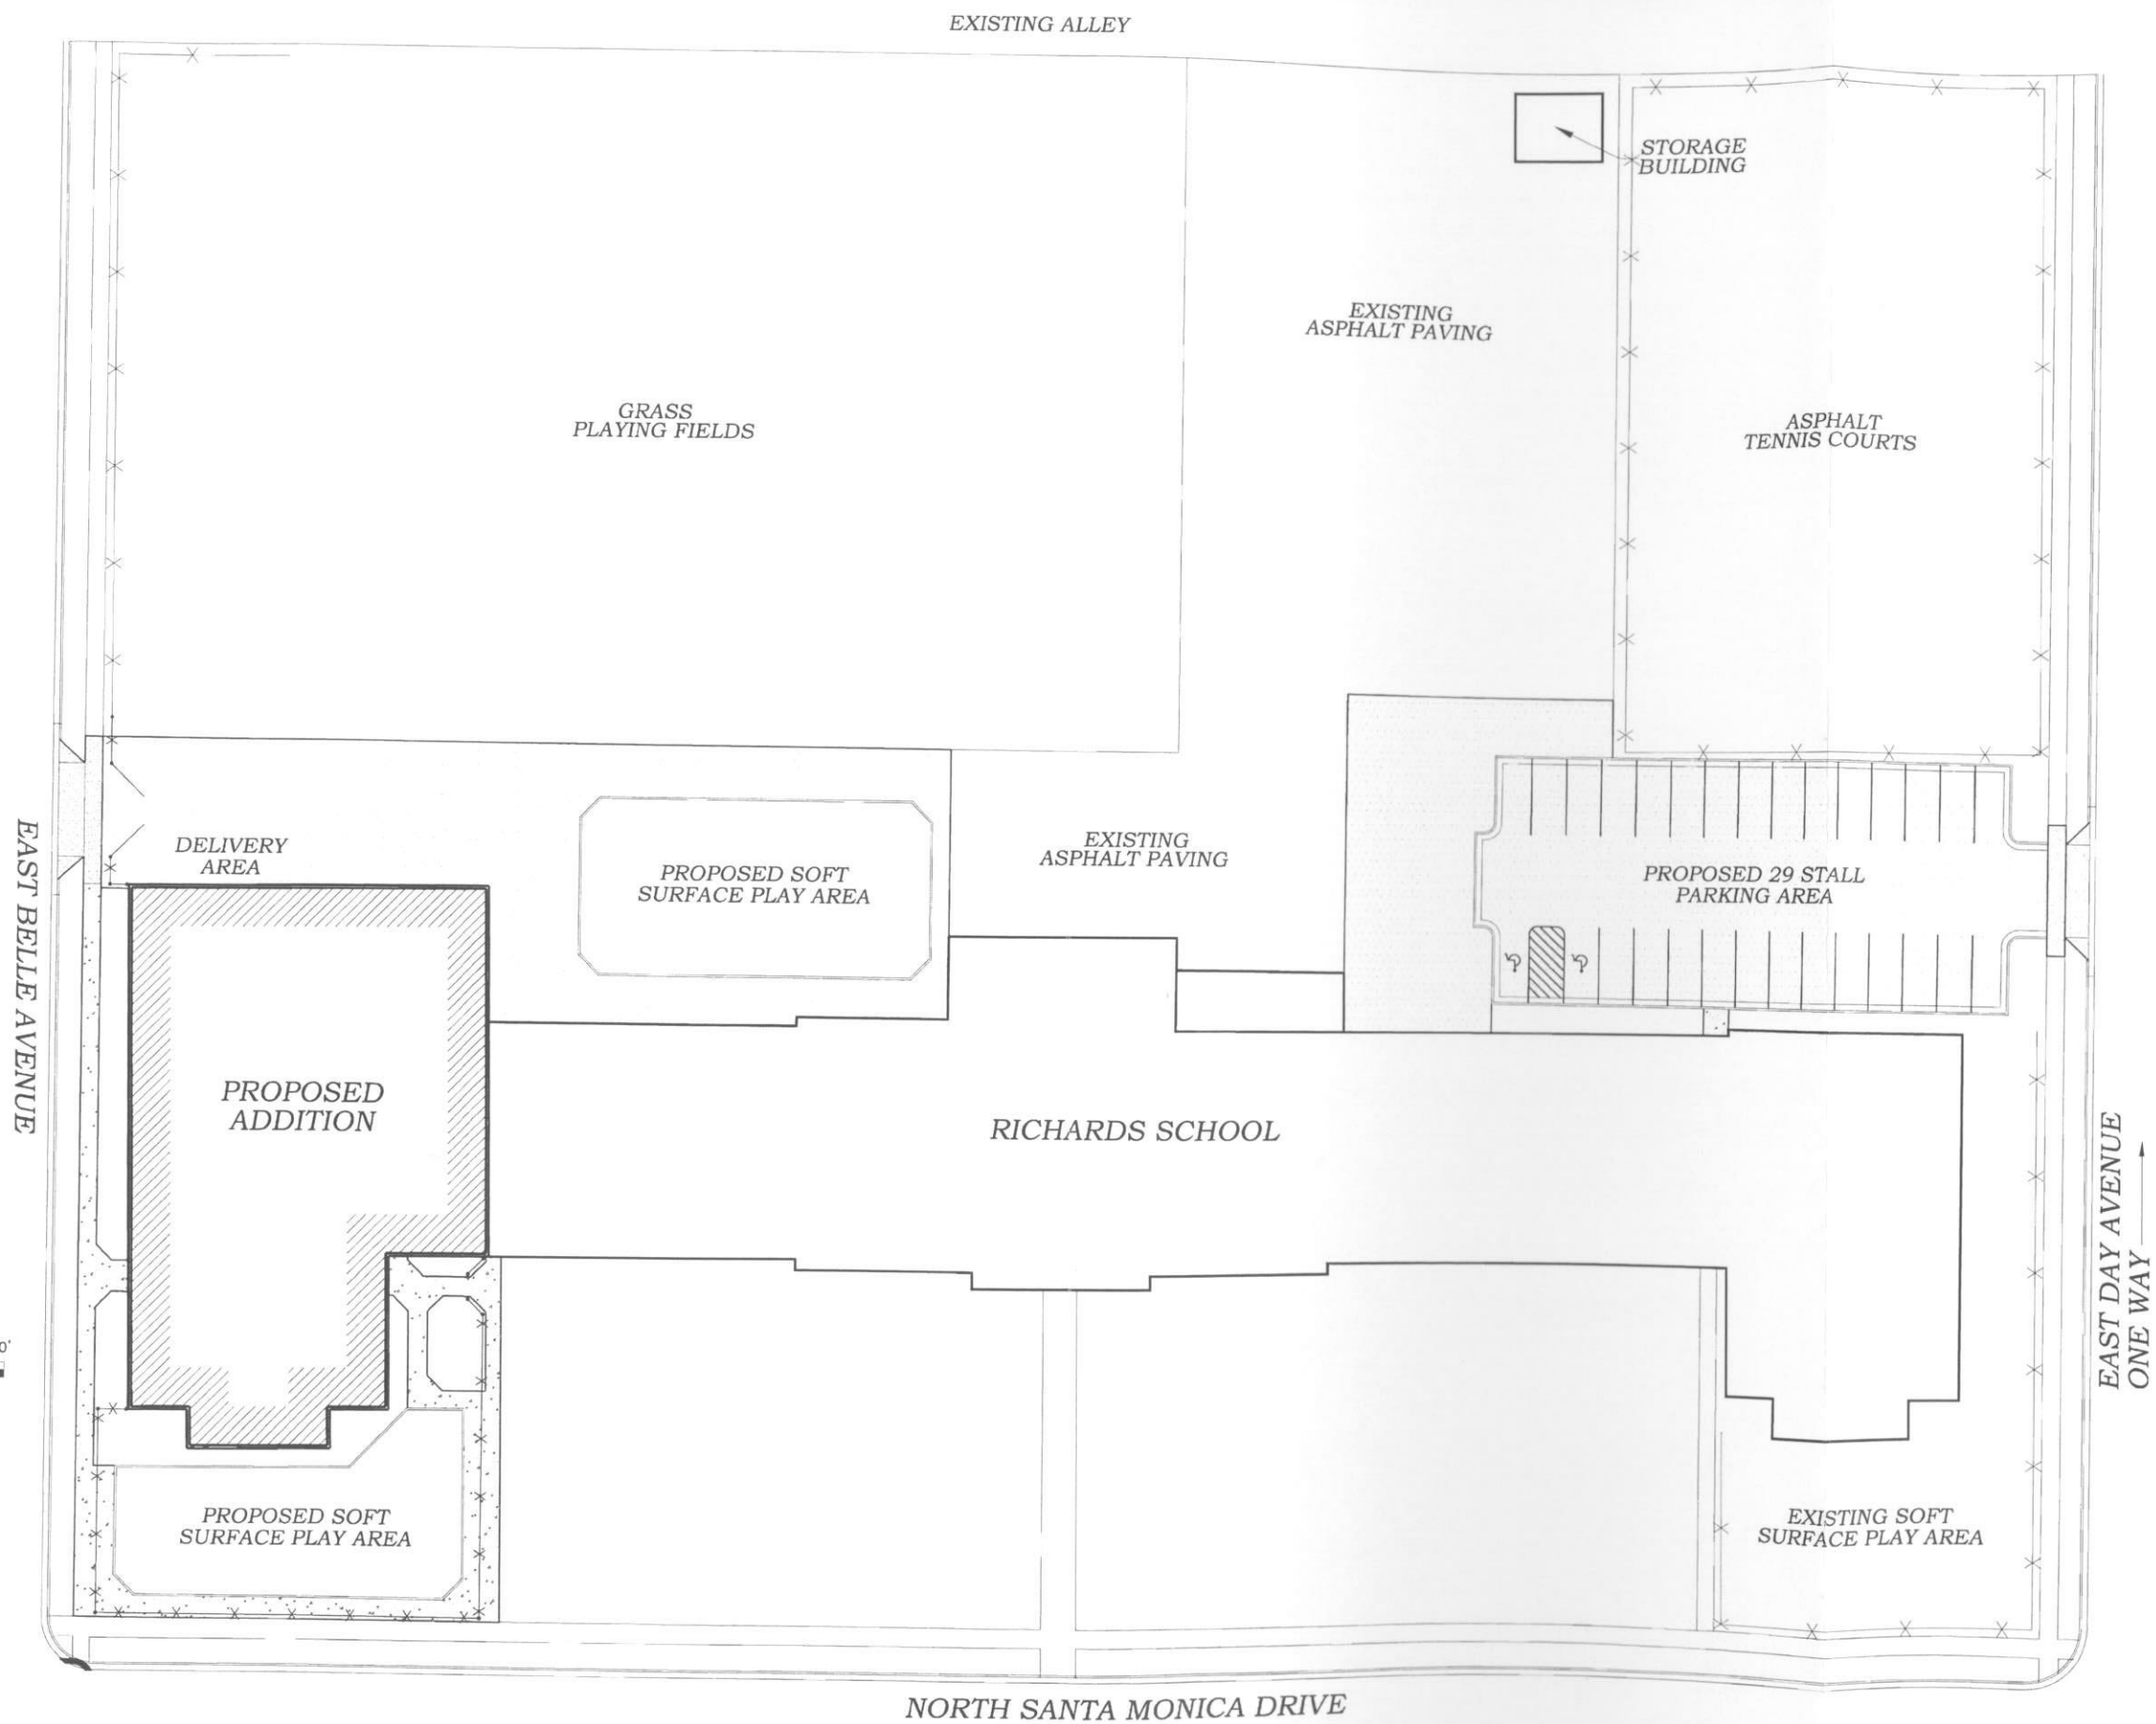 EXISTING ALLEY
STORAGE
BUILDING
EXISTING
ASPHALT PAVING
GRASS
PLAYING FIELDS
ASPHALT
TENNIS COURTS
DELIVERY
AREA
PROPOSED SOFT
SURFACE PLAY AREA
EXISTING
ASPHALT PAVING
PROPOSED 29 STALL
PARKING AREA
EAST BELLE AVENUE
PROPOSED
ADDITION
RICHARDS SCHOOL
EAST DAY AVENUE
ONE WAY
PROPOSED SOFT
SURFACE PLAY AREA
EXISTING SOFT
SURFACE PLAY AREA
NORTH SANTA MONICA DRIVE